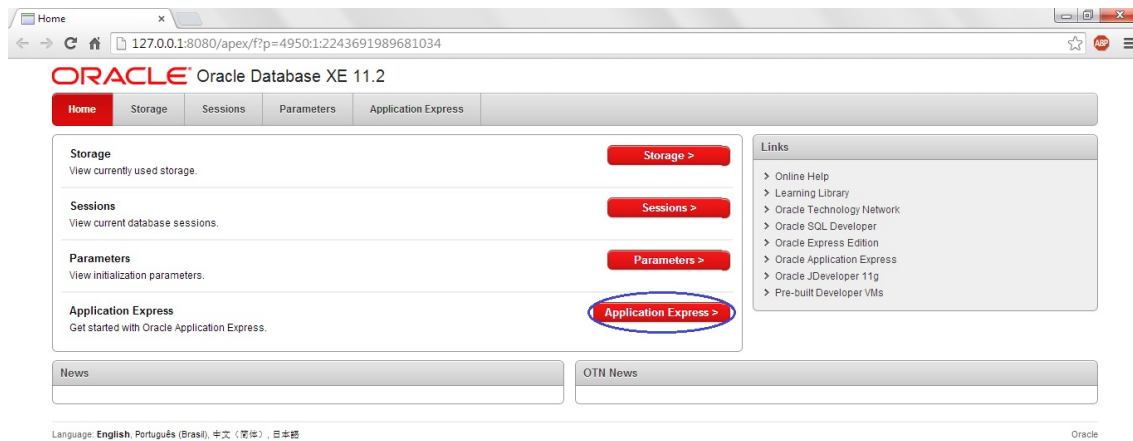 Home
127.0.0.1:8080/apex/f?p=4950:1:2243691989681034
ABP
ORACLE Oracle Database XE 11.2
Home Storage Sessions Parameters Application Express
Storage
View currently used storage.
Storage >
Sessions
View current database sessions.
Sessions >
Parameters
View initialization parameters.
Parameters >
Application Express
Get started with Oracle Application Express.
Application Express >
Links
> Online Help
> Learning Library
> Oracle Technology Network
> Oracle SQL Developer
> Oracle Express Edition
> Oracle Application Express
> Oracle JDeveloper 11g
> Pre-built Developer VMs
News
OTN News
Language: English, Português (Brasil), 中文（简体）, 日本語
Oracle